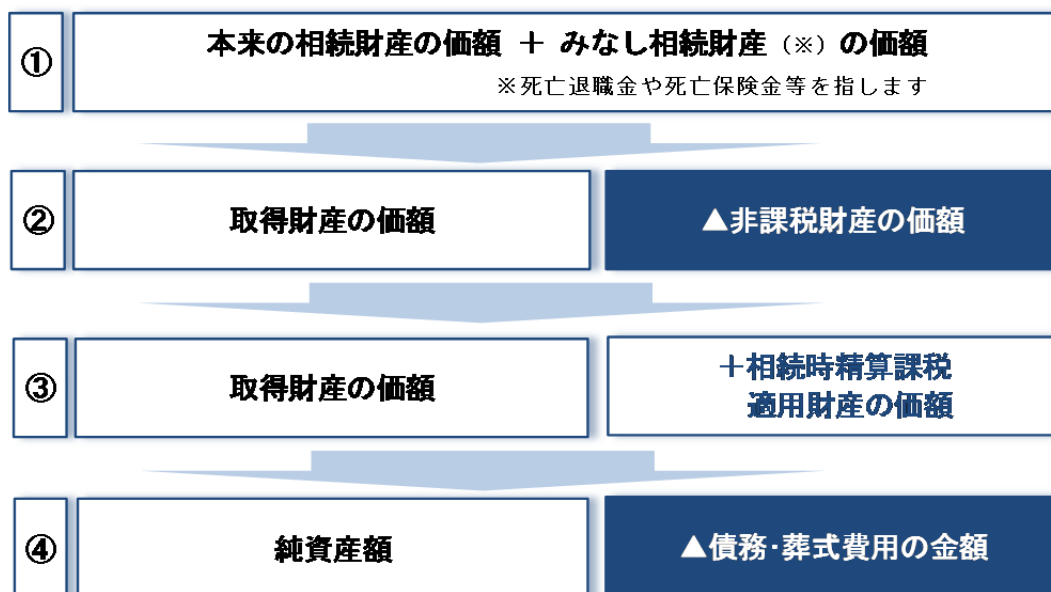 ①
本来の相続財産の価額 ＋ みなし相続財産（※）の価額
※死亡退職金や死亡保険金等を指します
②
取得財産の価額
▲非課税財産の価額
③
取得財産の価額
＋相続時精算課税
適用財産の価額
④
純資産額
▲債務・葬式費用の金額